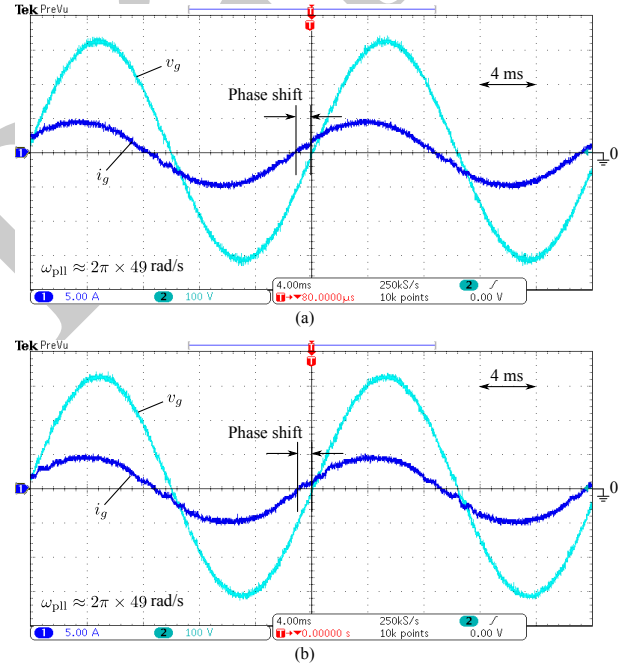 Tek PreVu
T
T
v_g
4 ms
Phase shift
1
0
i_g
ω_pll ≈ 2π × 49 rad/s
1 5.00 A 2 100 V
4.00ms 250kS/s 2 ∫
T→▼80.0000µs 10k points 0.00 V
(a)
Tek PreVu
T
T
v_g
4 ms
Phase shift
1
0
i_g
ω_pll ≈ 2π × 49 rad/s
1 5.00 A 2 100 V
4.00ms 250kS/s 2 ∫
T→▼0.00000 s 10k points 0.00 V
(b)